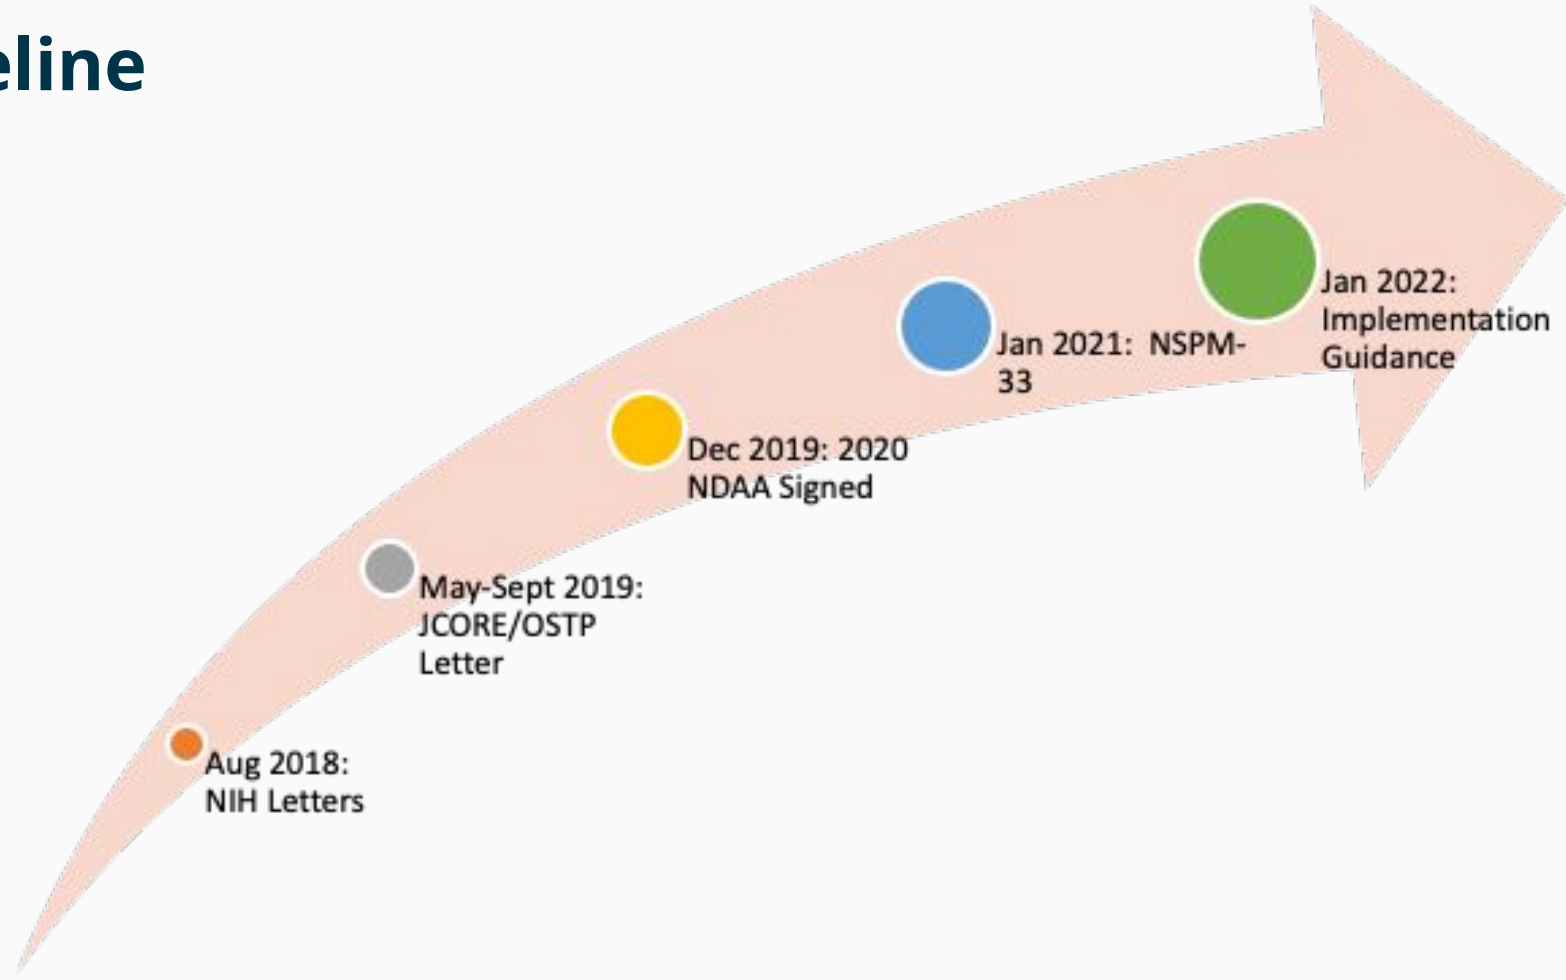 eline
Jan 2022:
Implementation
Guidance
Jan 2021:  NSPM-
33
Dec 2019: 2020
NDAA Signed
May-Sept 2019:
JCORE/OSTP
Letter
Aug 2018:
NIH Letters